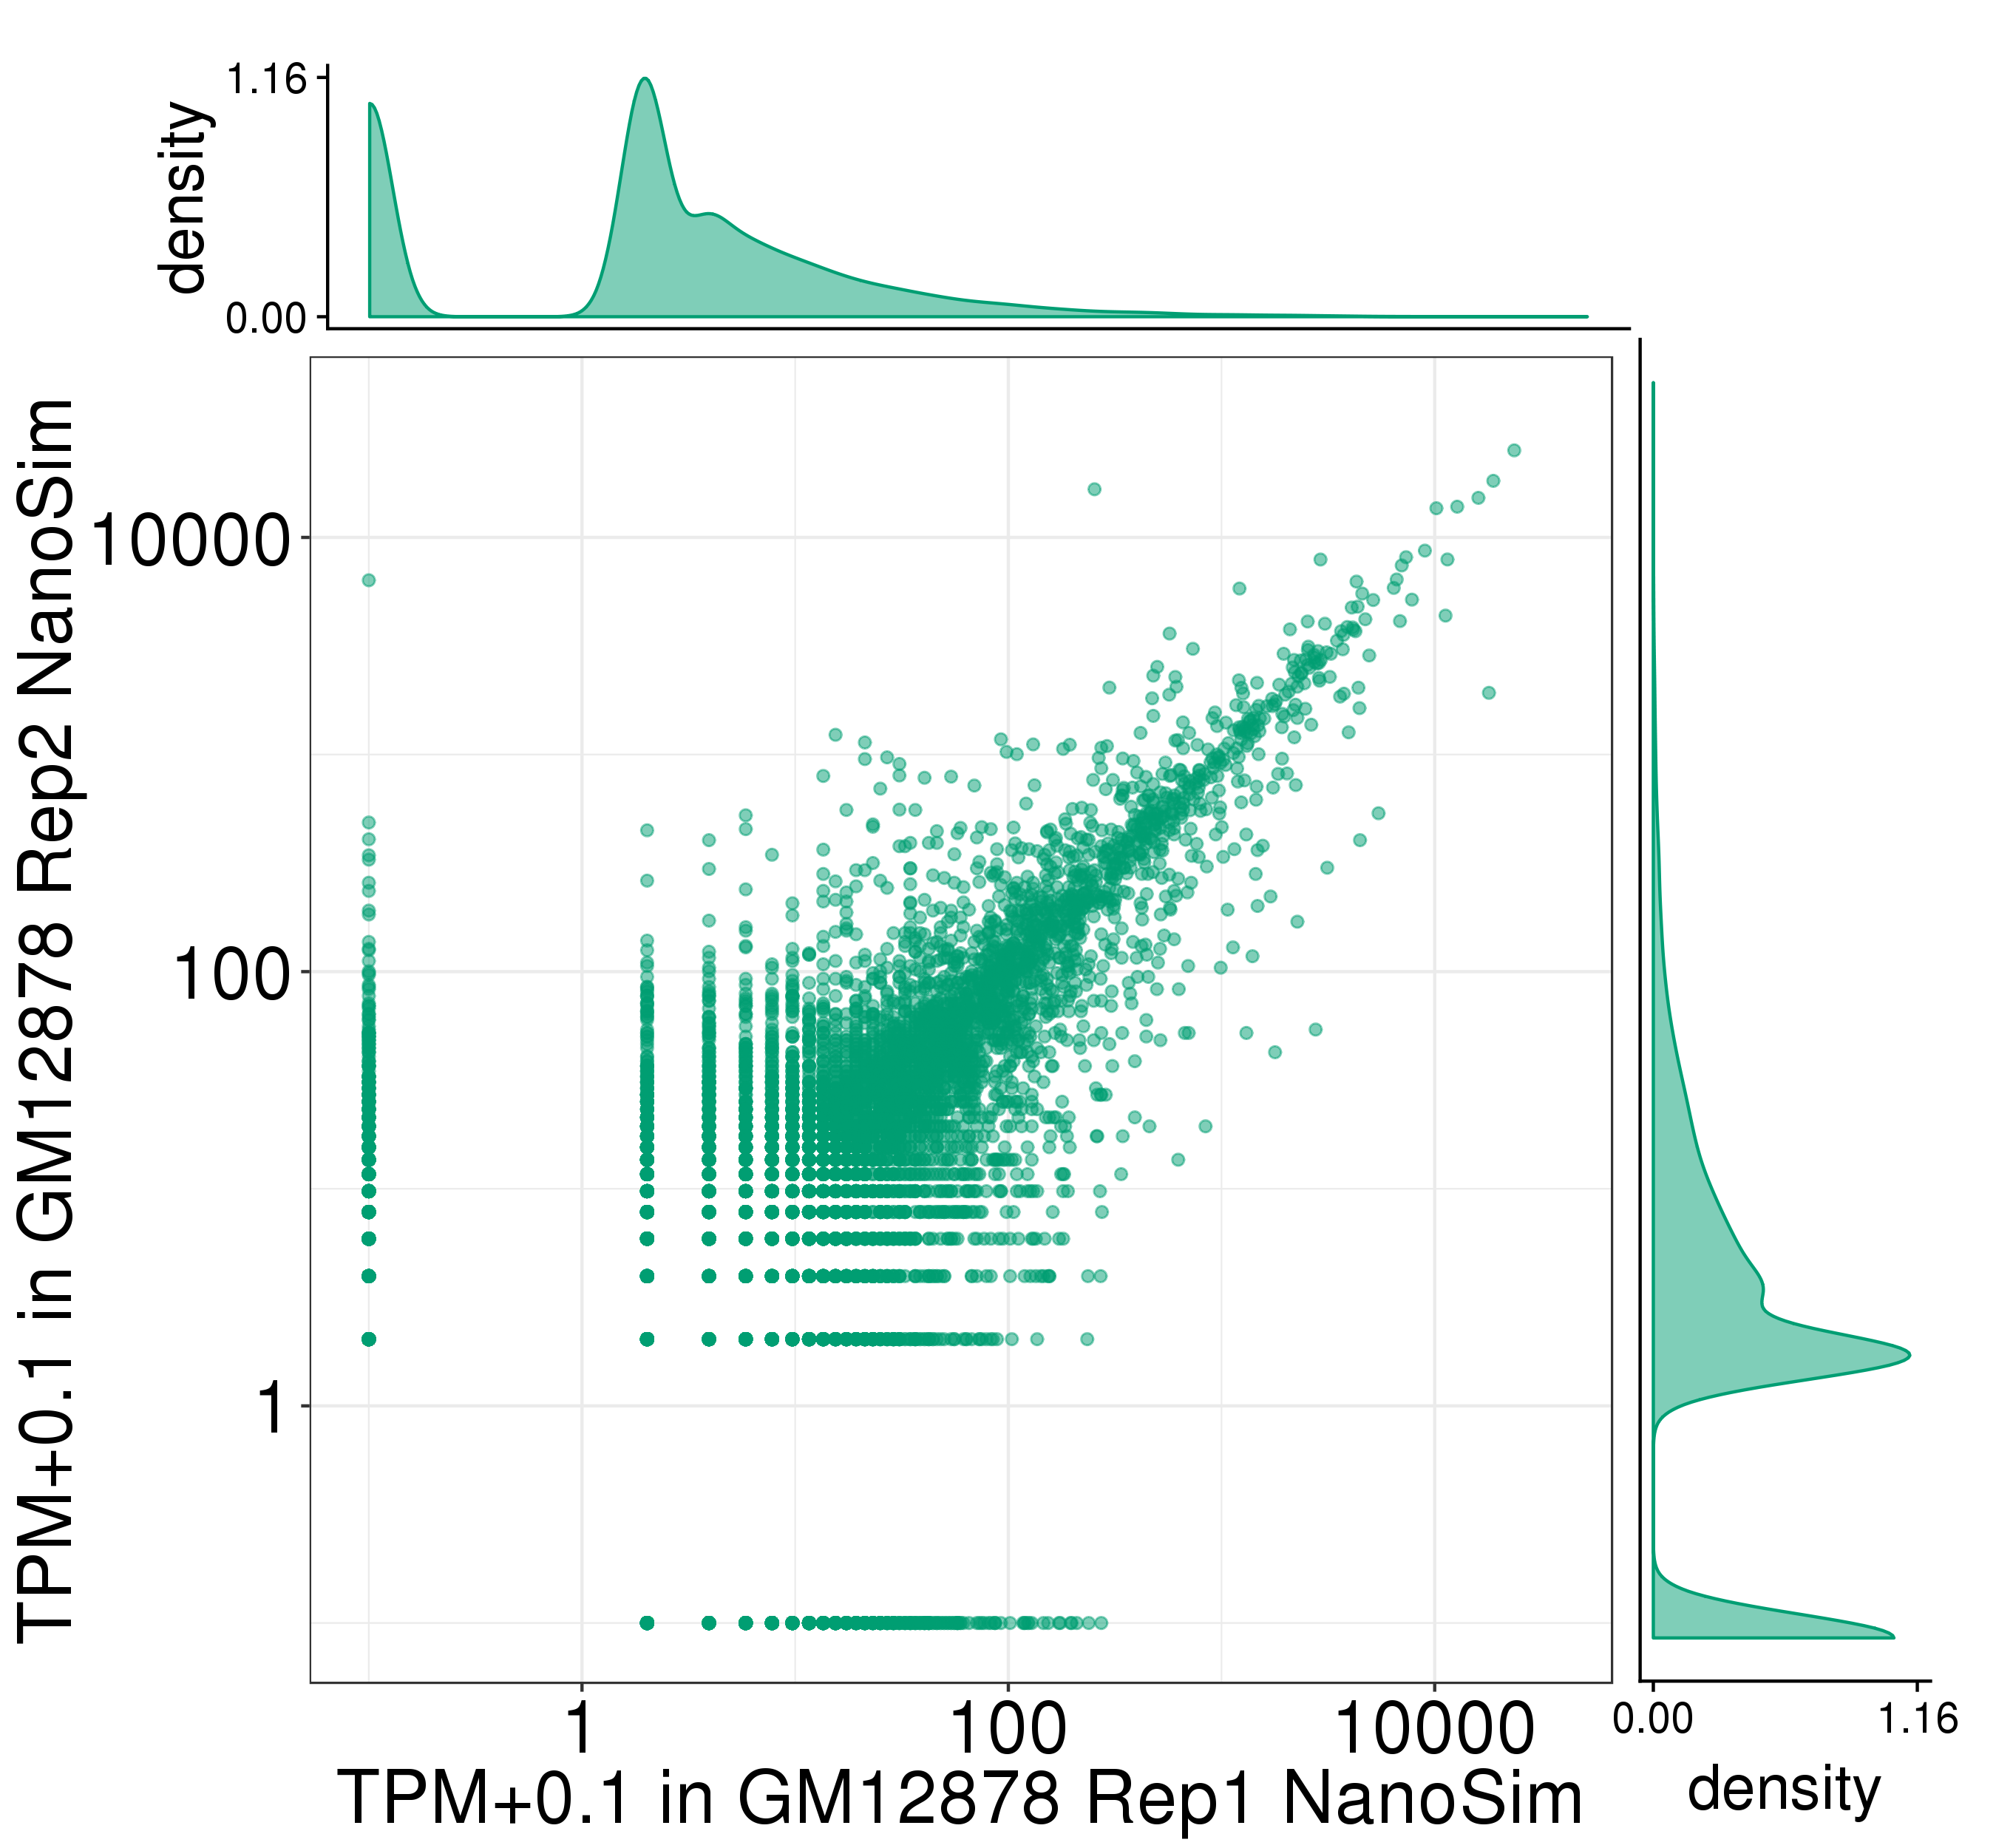 1.16
0.00
density
TPM+0.1 in GM12878 Rep2 NanoSim
10000
100
1
1
100
10000
TPM+0.1 in GM12878 Rep1 NanoSim
0.00
1.16
density